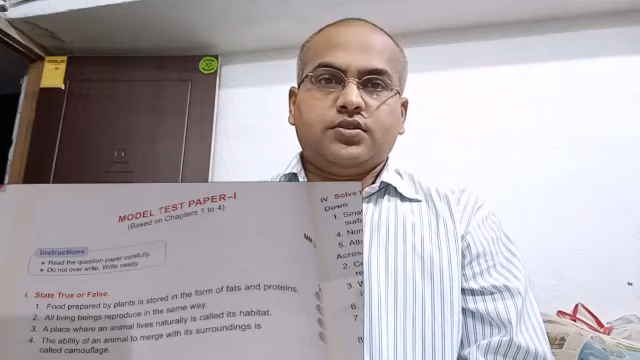 MODEL TEST PAPER–I
(Based on Chapters 1 to 4)
Instructions
Read the question paper carefully.
Do not over write. Write neatly.
I. State True or False.
1. Food prepared by plants is stored in the form of fats and proteins.
2. All living beings reproduce in the same way.
3. A place where an animal lives naturally is called its habitat.
4. The ability of an animal to merge with its surroundings is
called camouflage.
IV Solve
Down
1.
4.
5.
Across
2.
3.
6.
7.